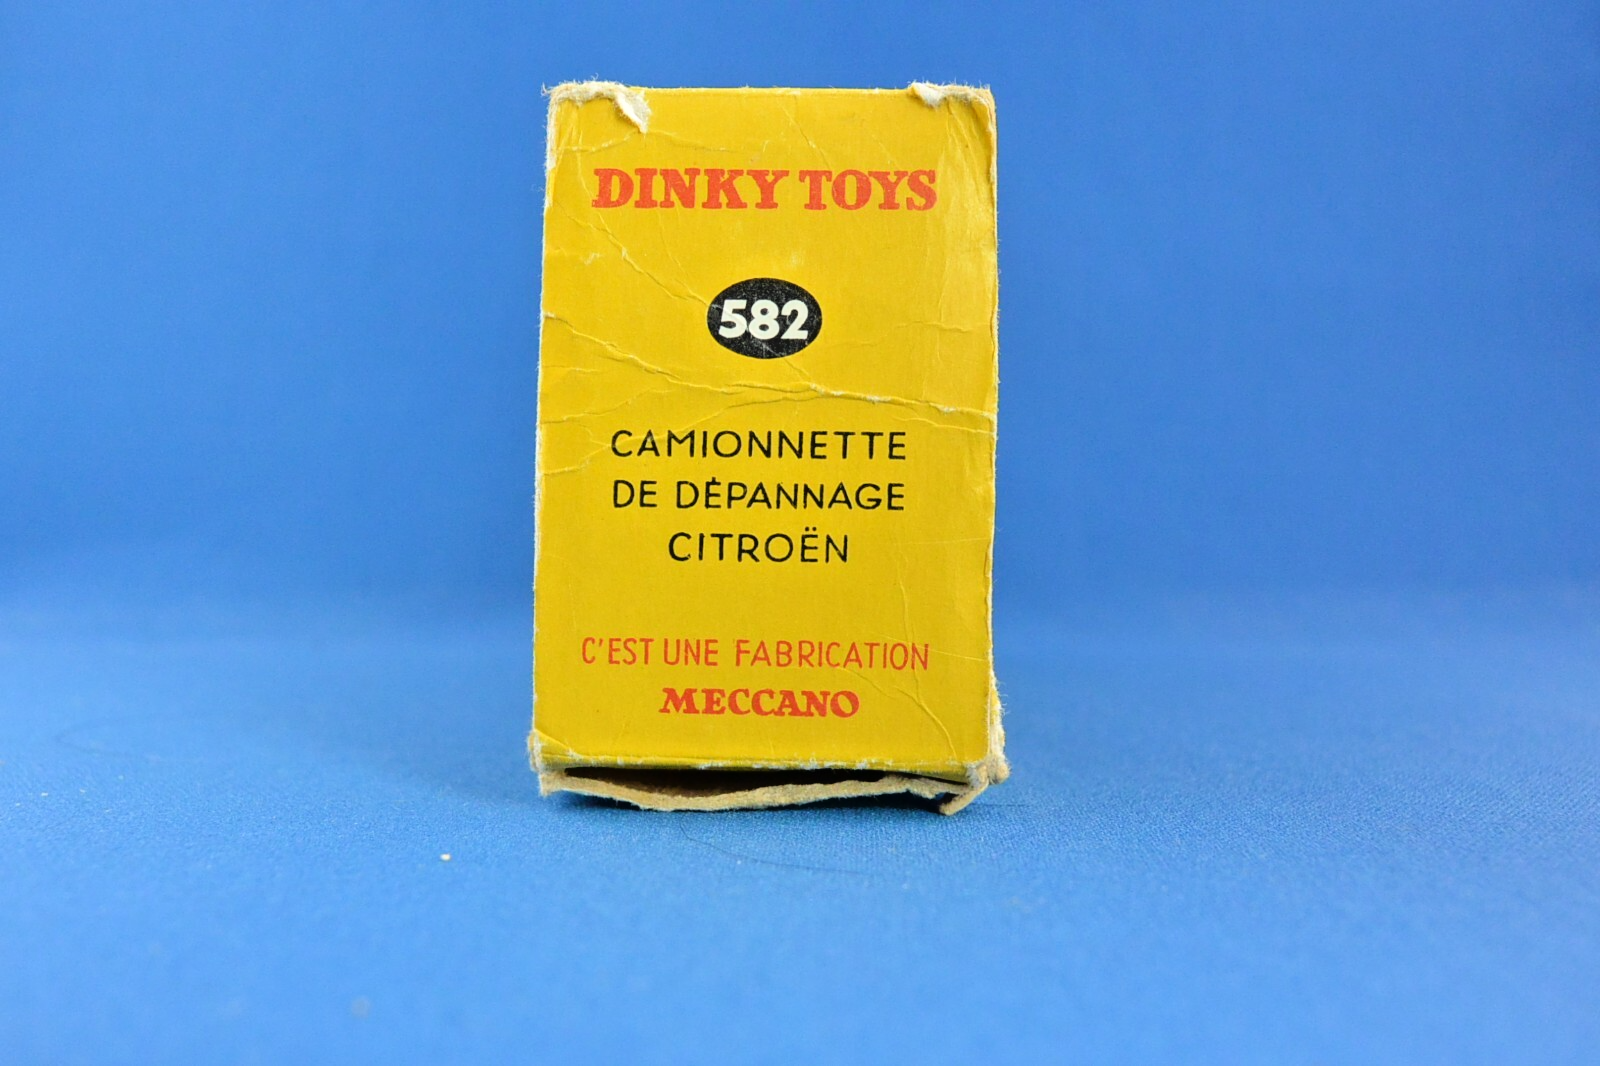 DINKY TOYS
582
CAMIONNETTE
DE DÉPANNAGE
CITROËN
C'EST UNE FABRICATION
MECCANO